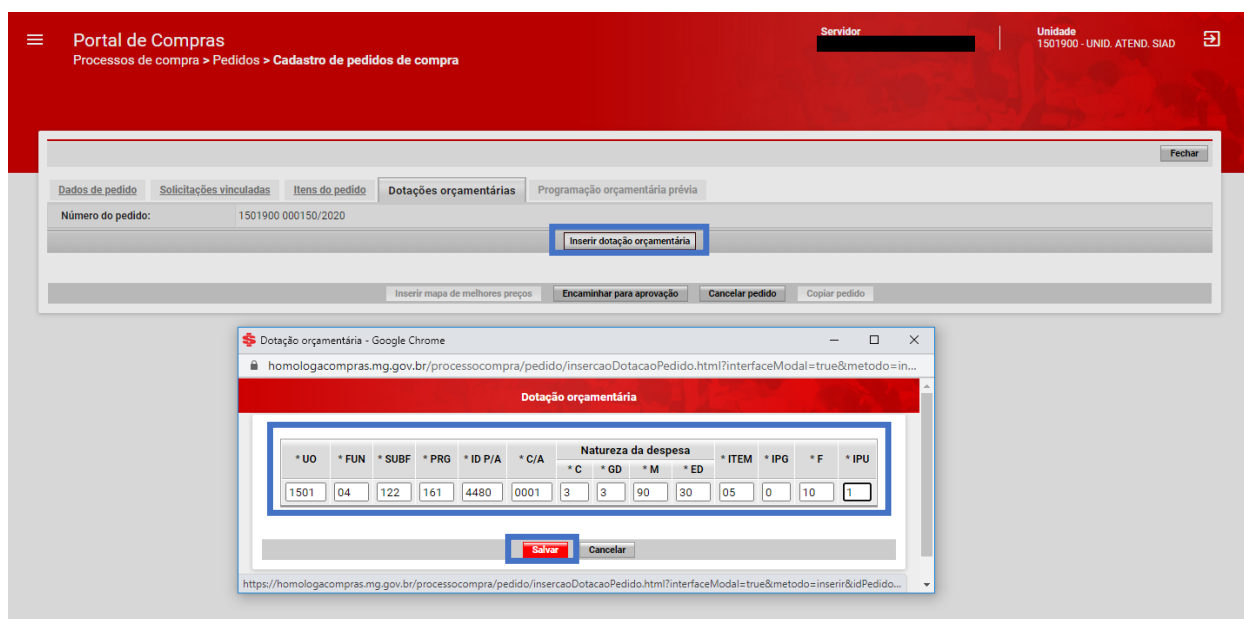 Portal de Compras
Processos de compra > Pedidos > Cadastro de pedidos de compra
Servidor
Unidade
1501900 - UNID. ATEND. SIAD
Fechar
Dados de pedido Solicitações vinculadas Itens do pedido Dotações orçamentárias Programação orçamentária prévia
Número do pedido: 1501900 000150/2020
Inserir dotação orçamentária
Inserir mapa de melhores preços Encaminhar para aprovação Cancelar pedido Copiar pedido
Dotação orçamentária - Google Chrome
homologacompras.mg.gov.br/processocompra/pedido/insercaoDotacaoPedido.html?interfaceModal=true&metodo=in...
Dotação orçamentária
* UO * FUN * SUBF * PRG * ID P/A * C/A Natureza da despesa * ITEM * IPG * F * IPU
* C * GD * M * ED
1501 04 122 161 4480 0001 3 3 90 30 05 0 10 1
Salvar Cancelar
https://homologacompras.mg.gov.br/processocompra/pedido/insercaoDotacaoPedido.html?interfaceModal=true&metodo=inserir&idPedido...